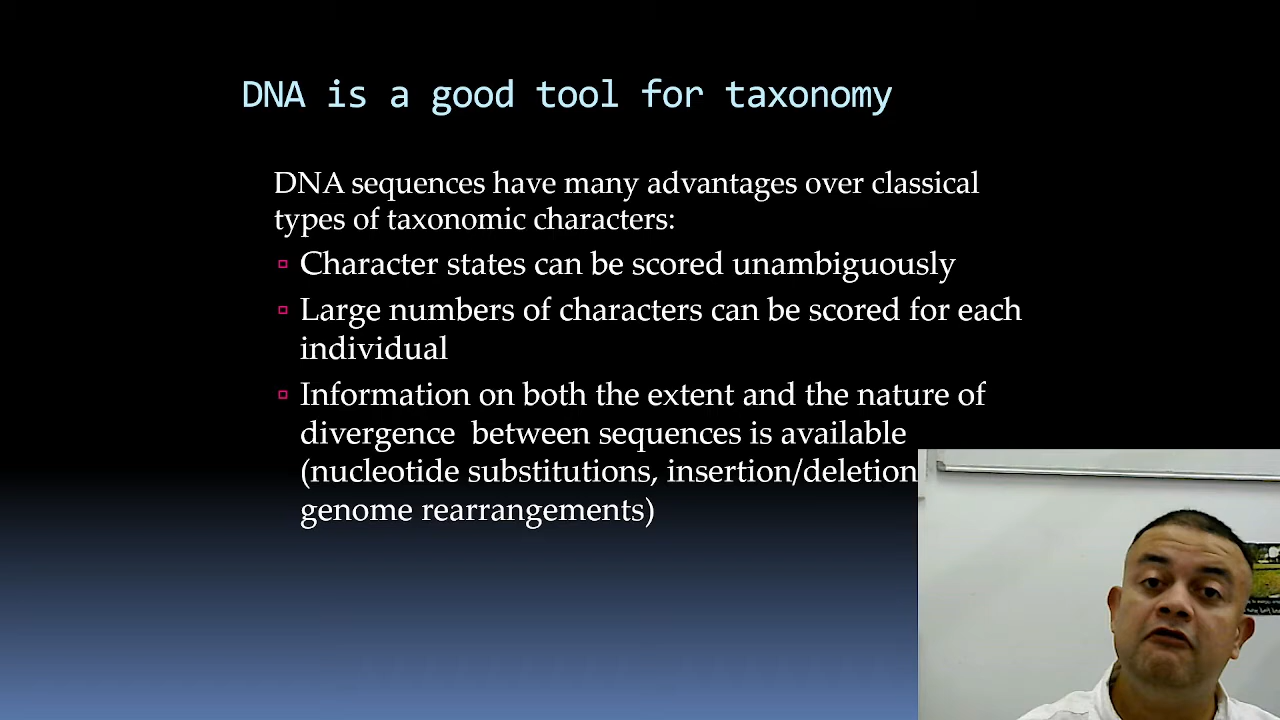 DNA is a good tool for taxonomy
DNA sequences have many advantages over classical
types of taxonomic characters:
Character states can be scored unambiguously
Large numbers of characters can be scored for each
individual
Information on both the extent and the nature of
divergence between sequences is available
(nucleotide substitutions, insertion/deletion
genome rearrangements)